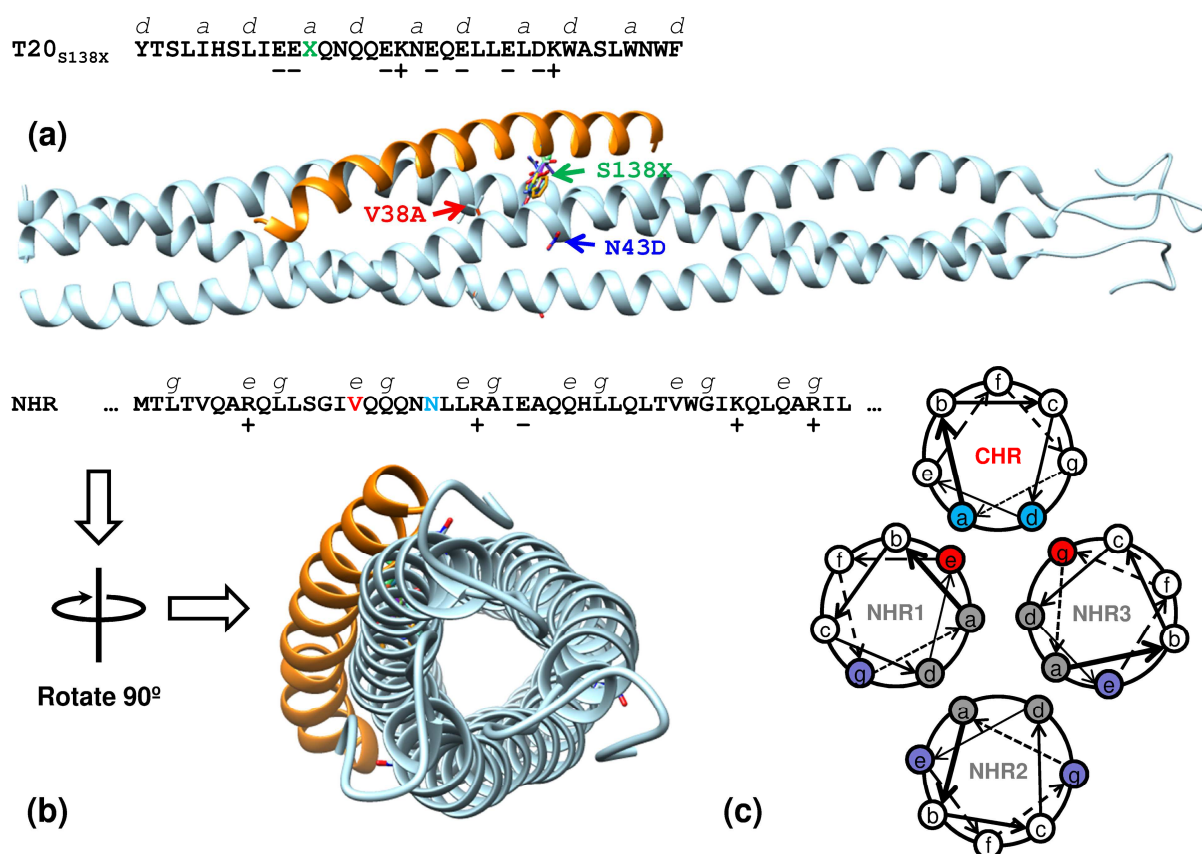 d a d a d a d a d a d
T20S138X YTSLIHSLIEEXQNQQEKNEQELLELDKWASLWNWF
−− −+ − − − −+
(a)
S138X
V38A
N43D
g e g e g e g e g e g e g
NHR ... MTLTVQARQLLSGIVQQQNNLLRAIEAQQHLLQLTVWGIKQLQARIL ...
+ + − + +
Rotate 90º
(b)
f
b c
CHR
e g
a d
b
f e
NHR1
a
c
g d
g c
f
d NHR3
b
a e
a d
e g
NHR2
b c
f
(c)